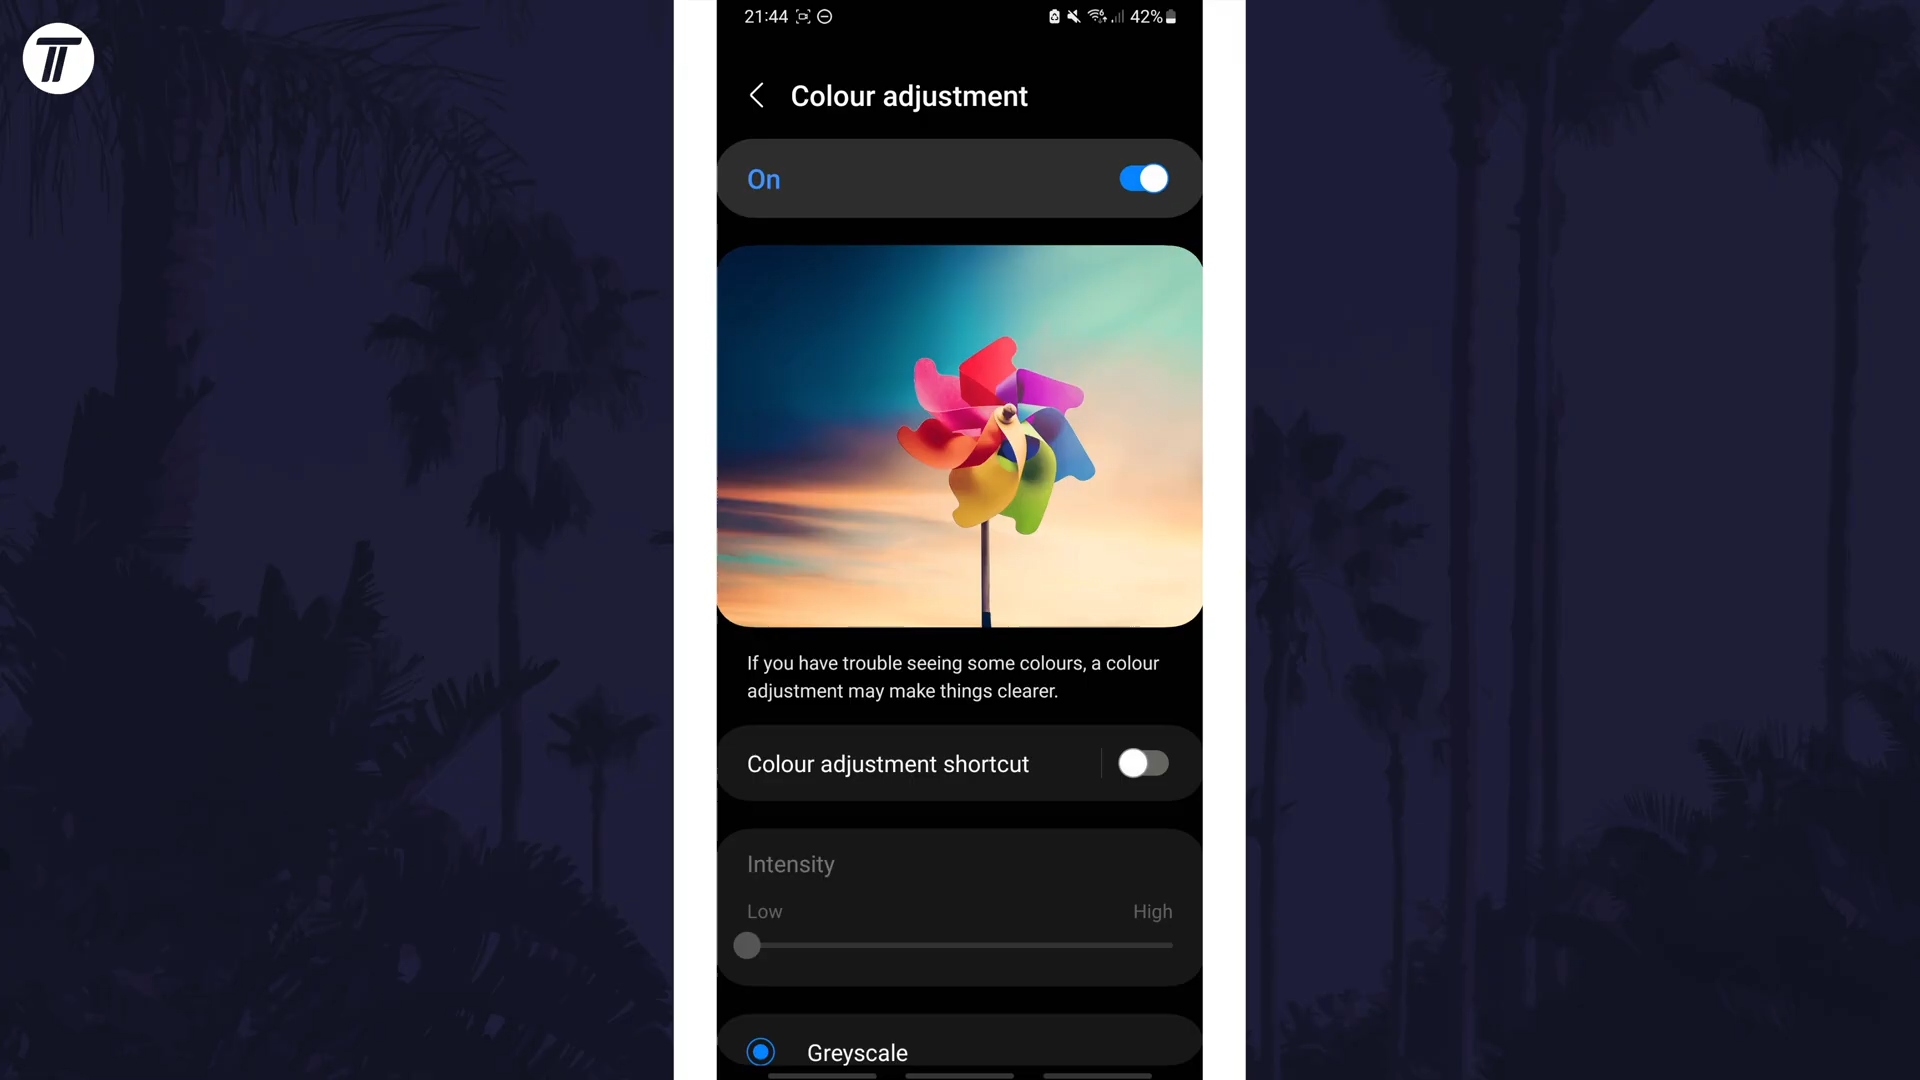 21:44 42%
Colour adjustment
On
If you have trouble seeing some colours, a colour
adjustment may make things clearer.
Colour adjustment shortcut
Intensity
Low High
Greyscale